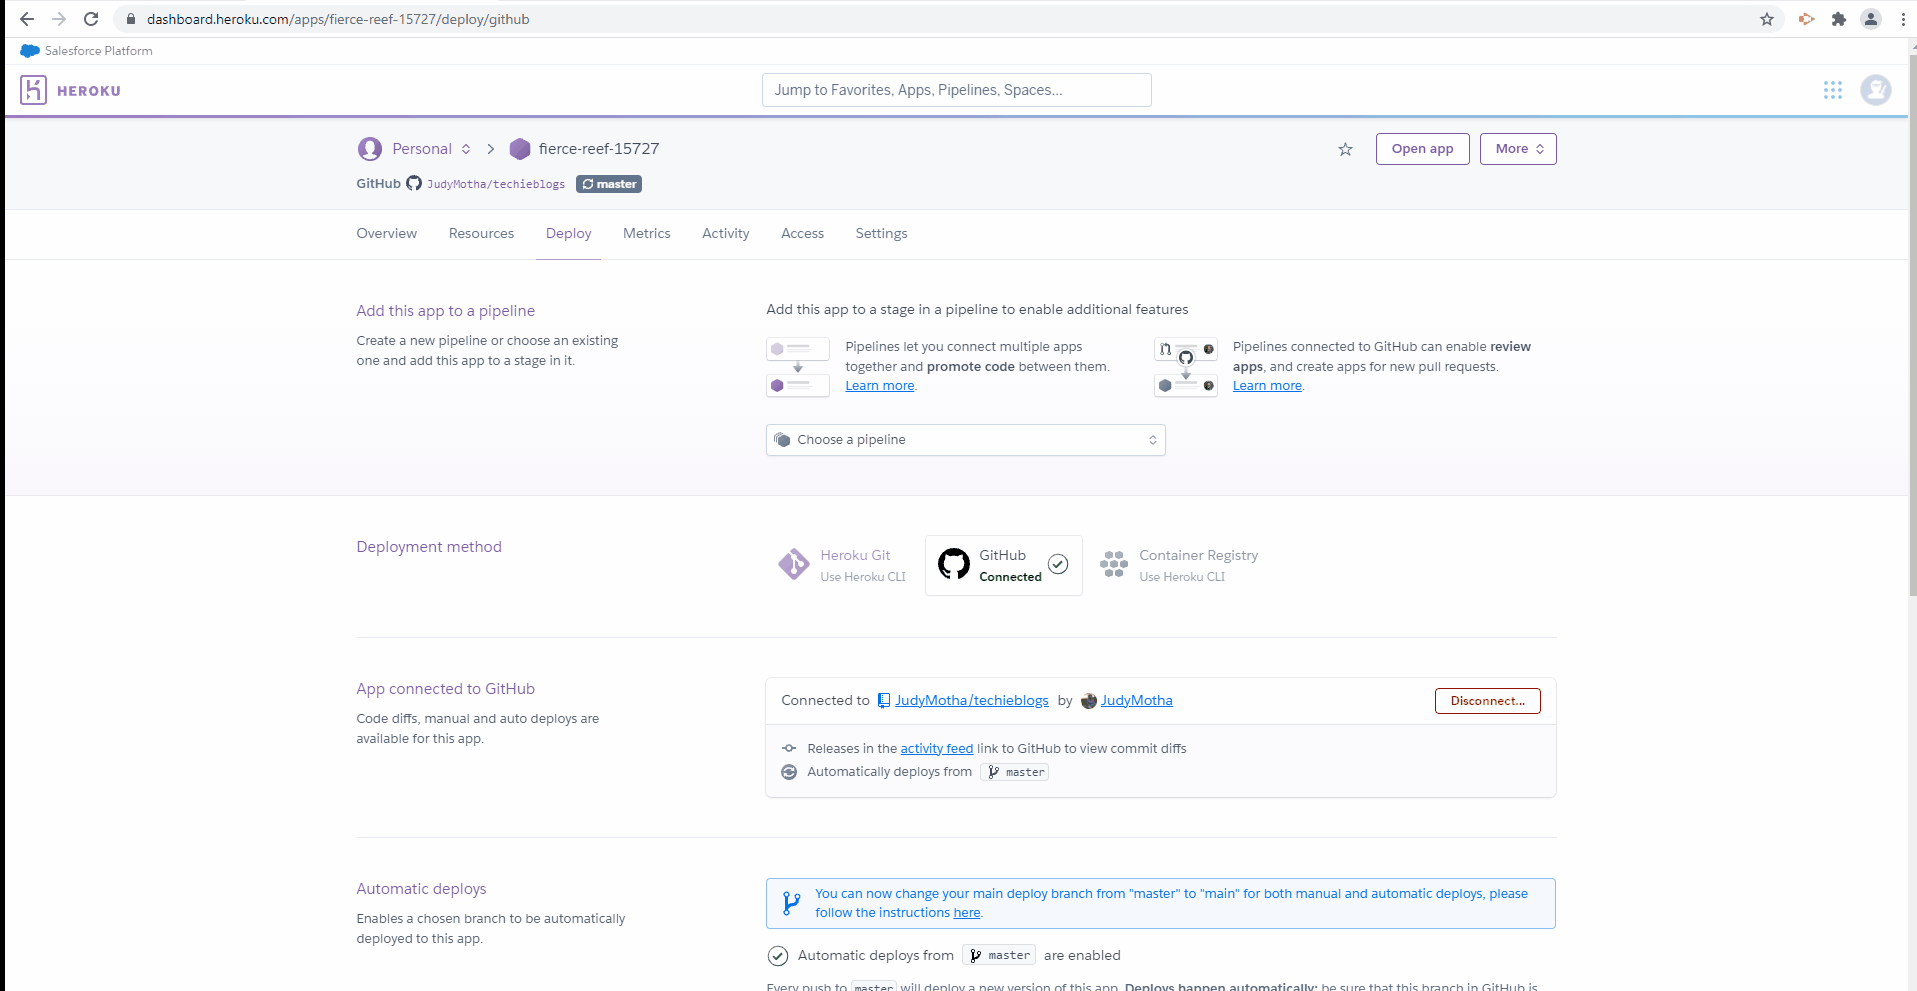 dashboard.heroku.com/apps/fierce-reef-15727/deploy/github
Salesforce Platform
HEROKU
Jump to Favorites, Apps, Pipelines, Spaces...
Personal
fierce-reef-15727
Open app
More
GitHub JudyMotha/techieblogs master
Overview Resources Deploy Metrics Activity Access Settings
Add this app to a pipeline
Create a new pipeline or choose an existing
one and add this app to a stage in it.
Add this app to a stage in a pipeline to enable additional features
Pipelines let you connect multiple apps
together and promote code between them.
Learn more.
Pipelines connected to GitHub can enable review
apps, and create apps for new pull requests.
Learn more.
Choose a pipeline
Deployment method
Heroku Git
Use Heroku CLI
GitHub
Connected
Container Registry
Use Heroku CLI
App connected to GitHub
Code diffs, manual and auto deploys are
available for this app.
Connected to JudyMotha/techieblogs by JudyMotha
Disconnect...
Releases in the activity feed link to GitHub to view commit diffs
Automatically deploys from master
Automatic deploys
Enables a chosen branch to be automatically
deployed to this app.
You can now change your main deploy branch from "master" to "main" for both manual and automatic deploys, please
follow the instructions here.
Automatic deploys from master are enabled
Every push to master will deploy a new version of this app. Deploys happen automatically: be sure that this branch in GitHub is